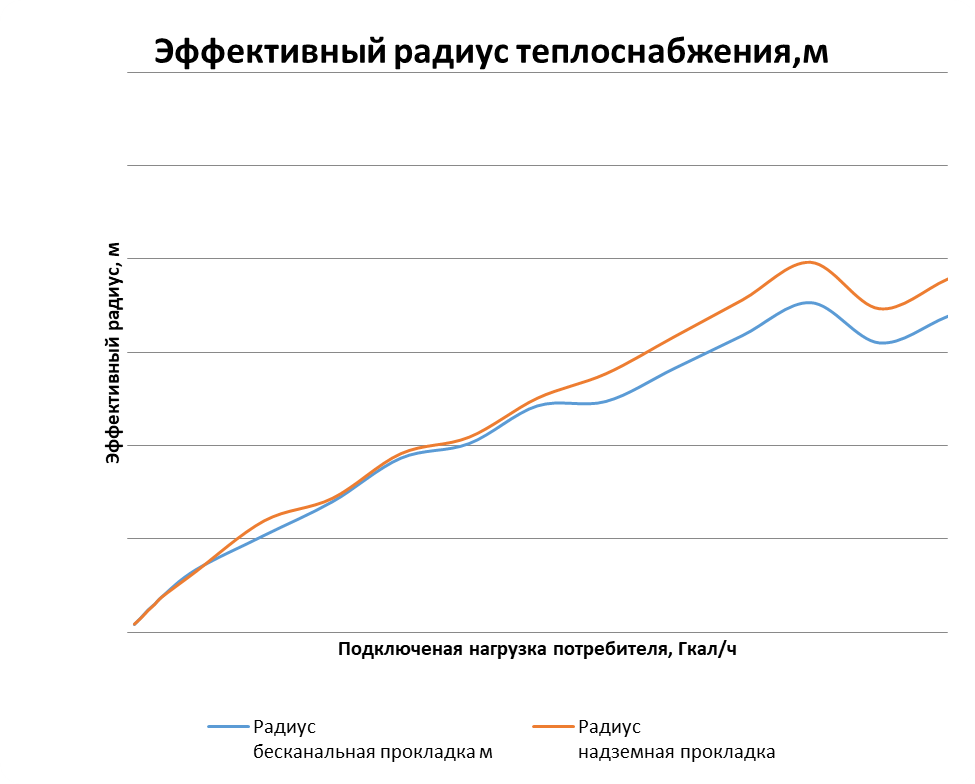 Эффективный радиус теплоснабжения,м
Эффективный радиус, м
Подключеная нагрузка потребителя, Гкал/ч
Радиус
бесканальная прокладка м
Радиус
надземная прокладка